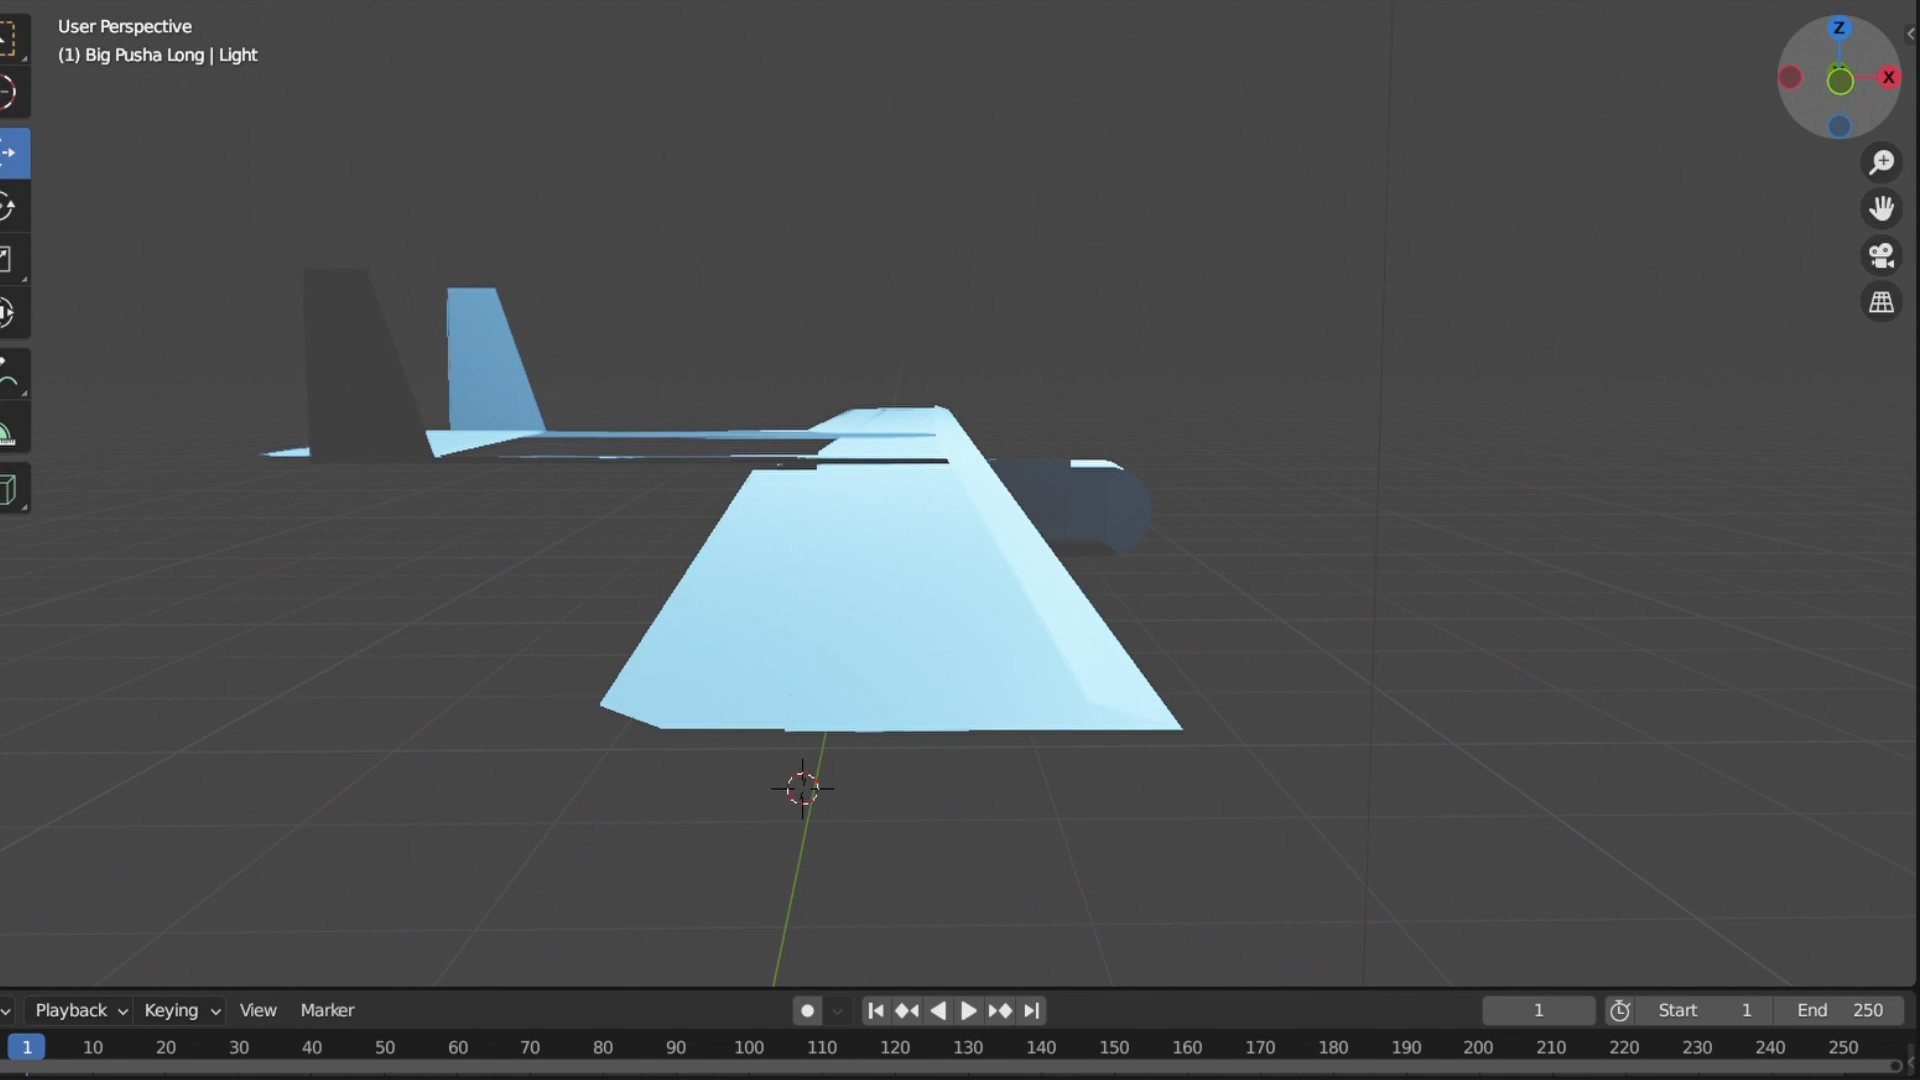 User Perspective
(1) Big Pusha Long | Light
Z
X
Playback Keying View Marker
1 Start 1 End 250
1 10 20 30 40 50 60 70 80 90 100 110 120 130 140 150 160 170 180 190 200 210 220 230 240 250